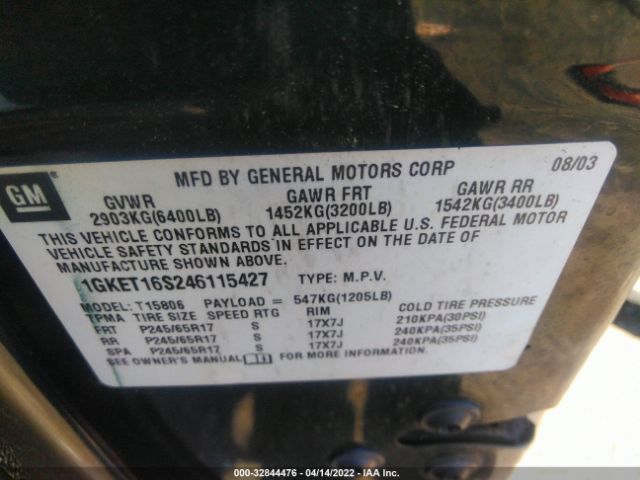 GM
MFD BY GENERAL MOTORS CORP 08/03
GVWR GAWR FRT GAWR RR
2903KG(6400LB) 1452KG(3200LB) 1542KG(3400LB)
THIS VEHICLE CONFORMS TO ALL APPLICABLE U.S. FEDERAL MOTOR
VEHICLE SAFETY STANDARDS IN EFFECT ON THE DATE OF
MANUFACTURE SHOWN ABOVE.
1GKET16S246115427 TYPE: M.P.V.
MODEL: T15806 PAYLOAD = 547KG(1205LB)
TPMA TIRE SIZE SPEED RTG RIM COLD TIRE PRESSURE
FRT P245/65R17 S 17X7J 210KPA(30PSI)
RR P245/65R17 S 17X7J 240KPA(35PSI)
SPA P245/65R17 S 17X7J 240KPA(35PSI)
SEE OWNER'S MANUAL FOR MORE INFORMATION.
000-32844476 - 04/14/2022 - IAA Inc.